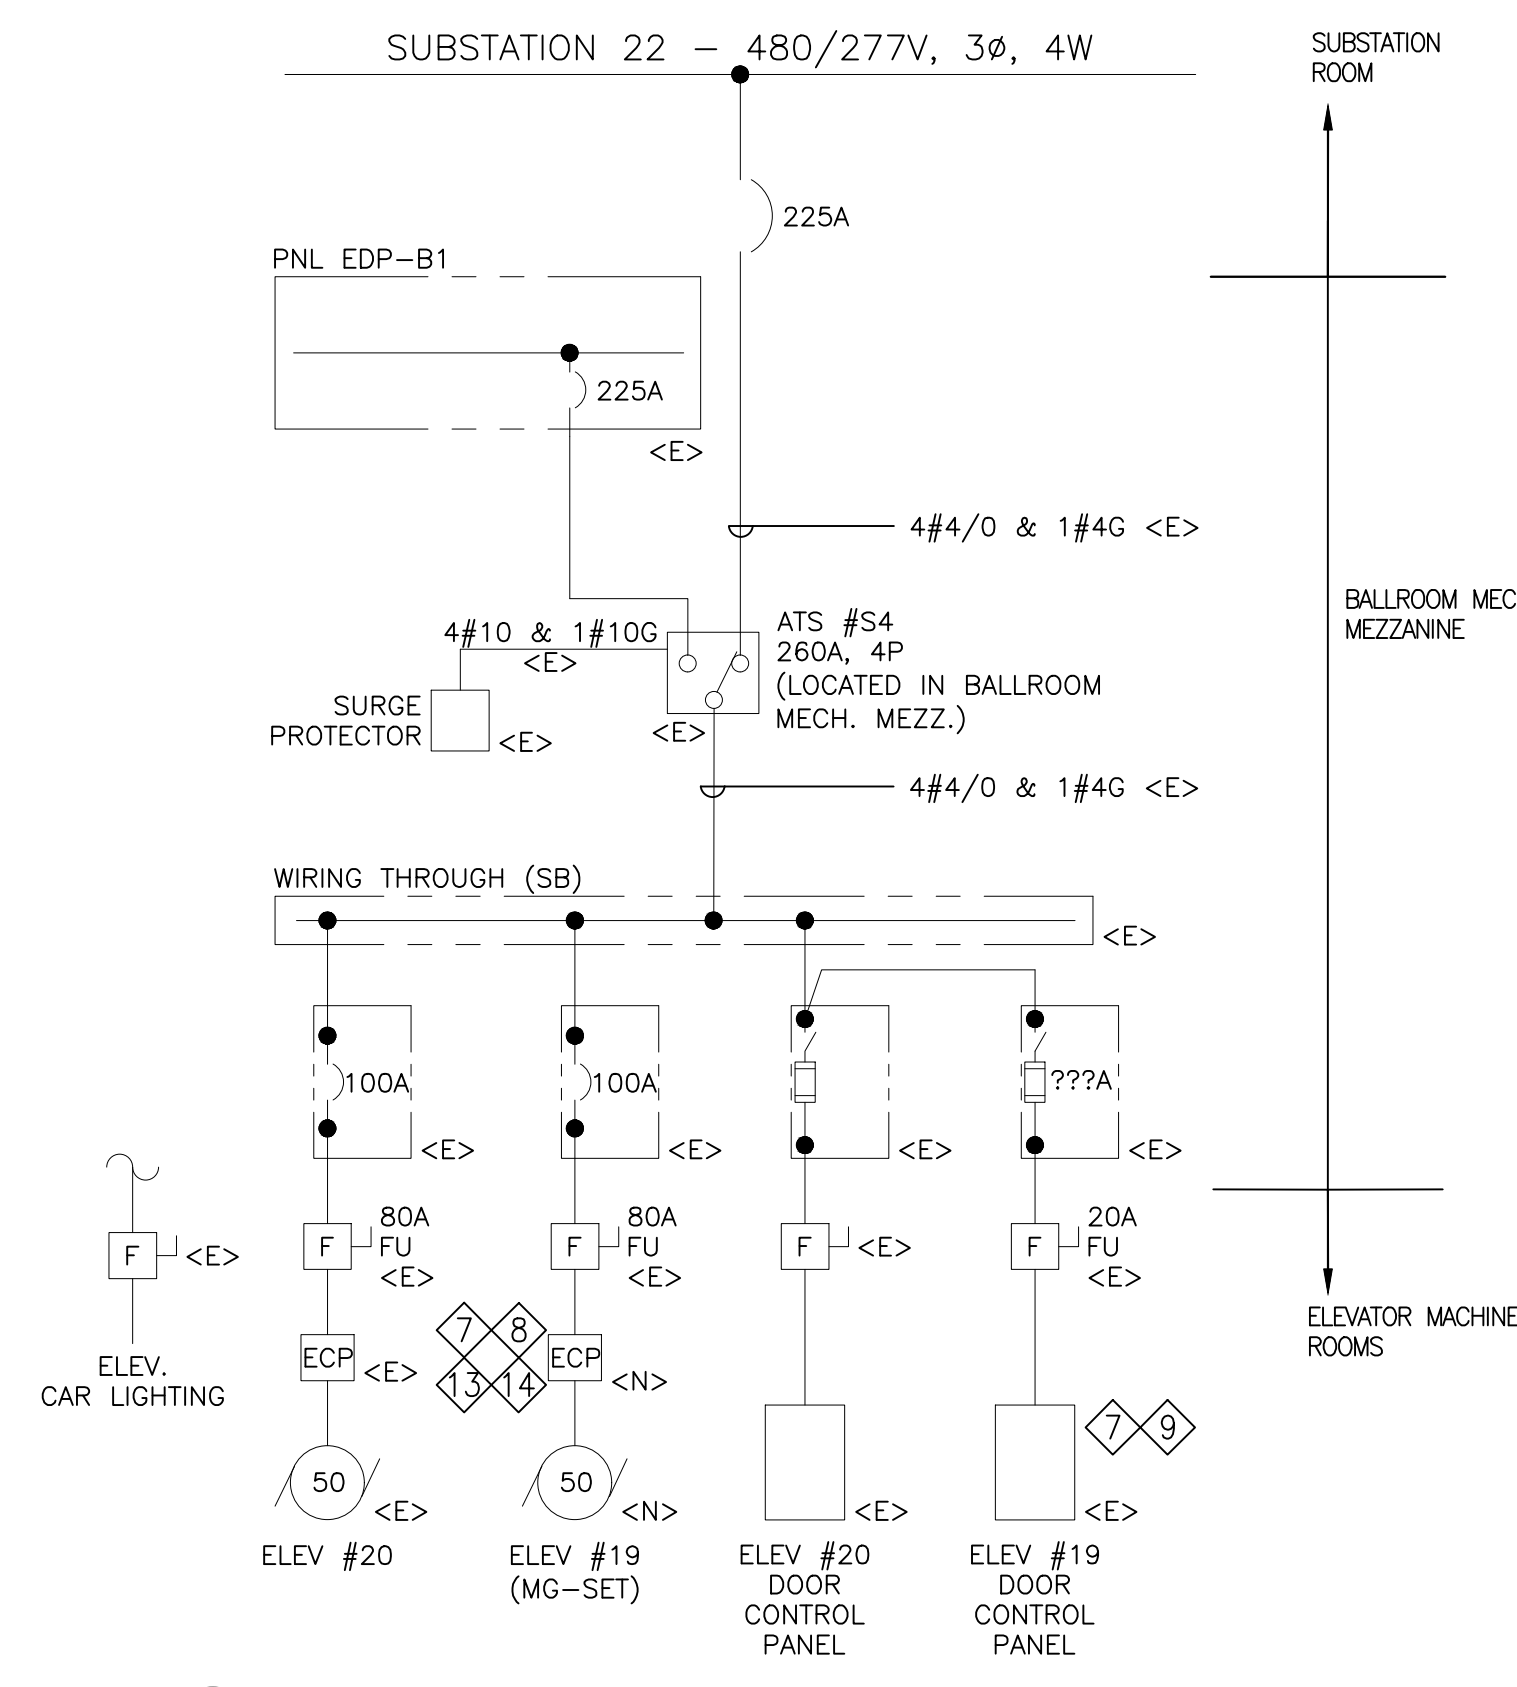 SUBSTATION 22 – 480/277V, 3ø, 4W
SUBSTATION
ROOM
225A
PNL EDP–B1
225A
<E>
4#4/0 & 1#4G <E>
BALLROOM MEC
MEZZANINE
4#10 & 1#10G
<E>
ATS #S4
260A, 4P
(LOCATED IN BALLROOM
MECH. MEZZ.)
SURGE
PROTECTOR
<E>
<E>
4#4/0 & 1#4G <E>
WIRING THROUGH (SB)
<E>
100A
100A
???A
<E>
<E>
<E>
<E>
F
<E>
F
80A
FU
<E>
F
80A
FU
<E>
F
<E>
F
20A
FU
<E>
ELEVATOR MACHINE
ROOMS
ELEV.
CAR LIGHTING
ECP
<E>
7
8
13
14
ECP
<N>
7
9
50
<E>
50
<N>
<E>
<E>
ELEV #20
ELEV #19
(MG–SET)
ELEV #20
DOOR
CONTROL
PANEL
ELEV #19
DOOR
CONTROL
PANEL